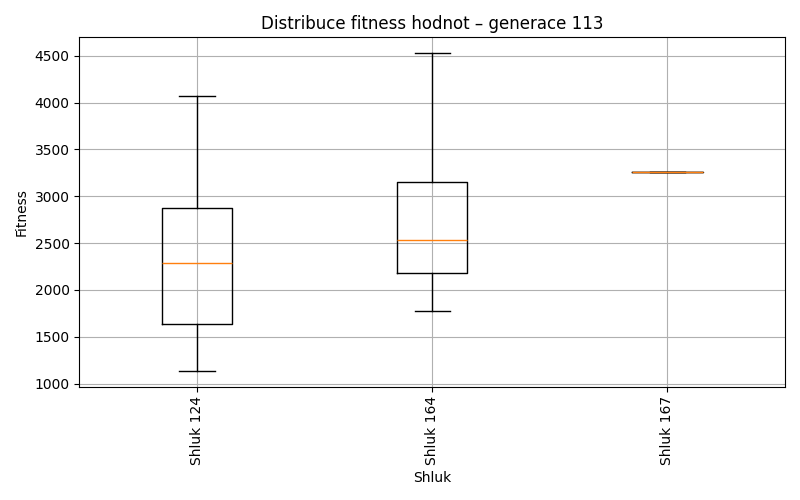 Distribuce fitness hodnot – generace 113
Fitness
4500
4000
3500
3000
2500
2000
1500
1000
Shluk 124
Shluk 164
Shluk 167
Shluk